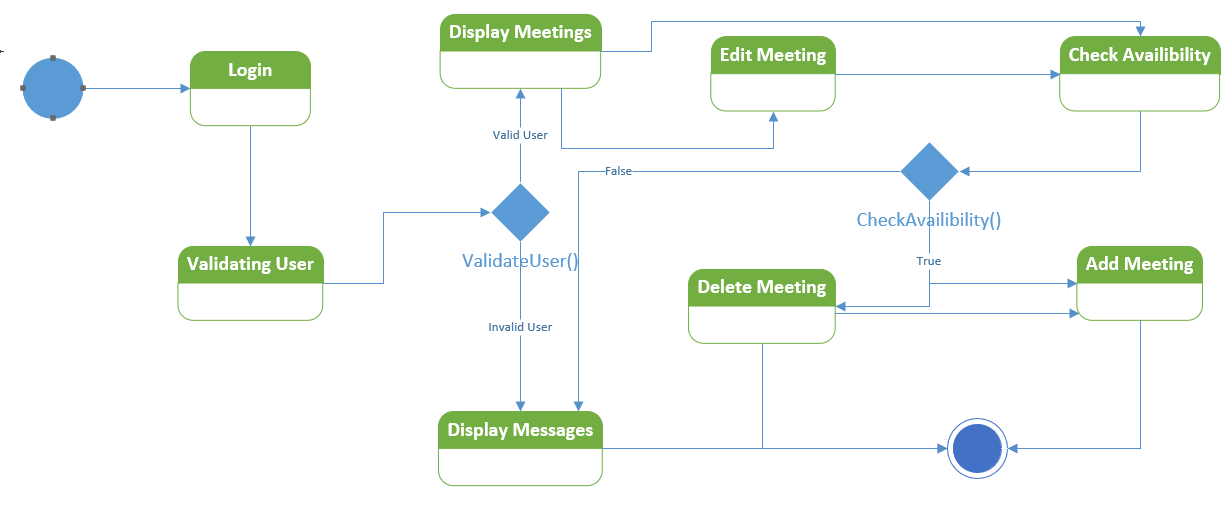 Display Meetings
Login
Edit Meeting
Check Availibility
Valid User
False
CheckAvailibility()
Validating User
ValidateUser()
True
Delete Meeting
Add Meeting
Invalid User
Display Messages